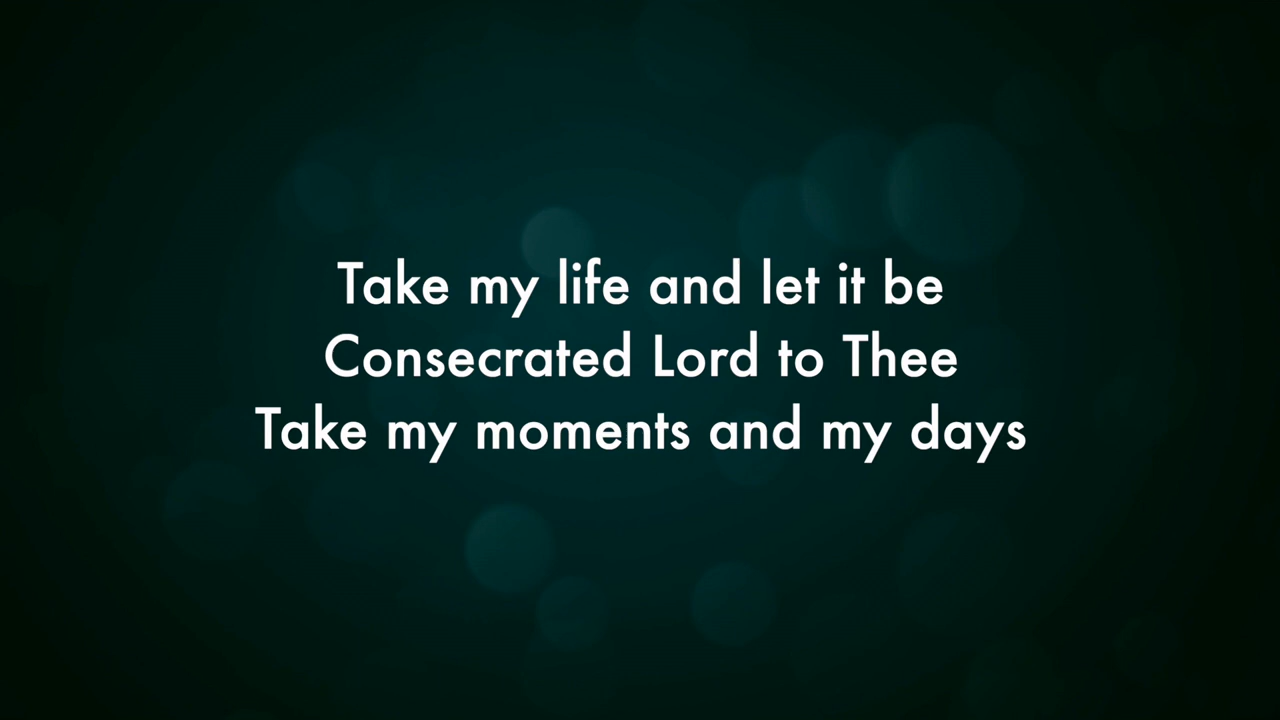 Take my life and let it be
Consecrated Lord to Thee
Take my moments and my days